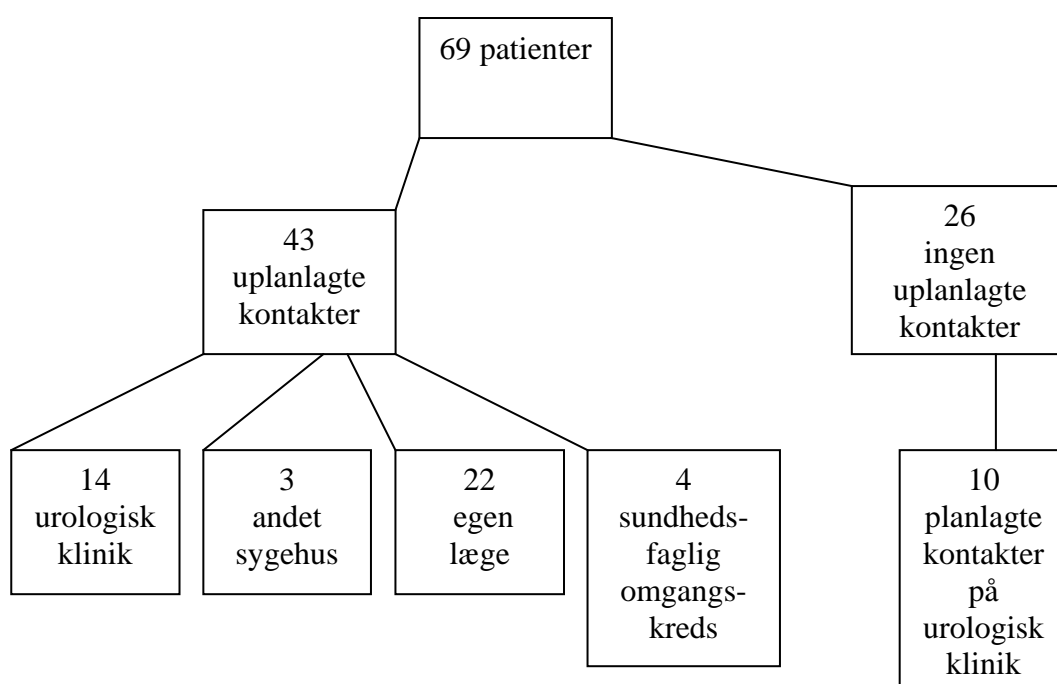 69 patienter
43
uplanlagte
kontakter
26
ingen
uplanlagte
kontakter
14
urologisk
klinik
3
andet
sygehus
22
egen
læge
4
sundheds-
faglig
omgangs-
kreds
10
planlagte
kontakter
på
urologisk
klinik